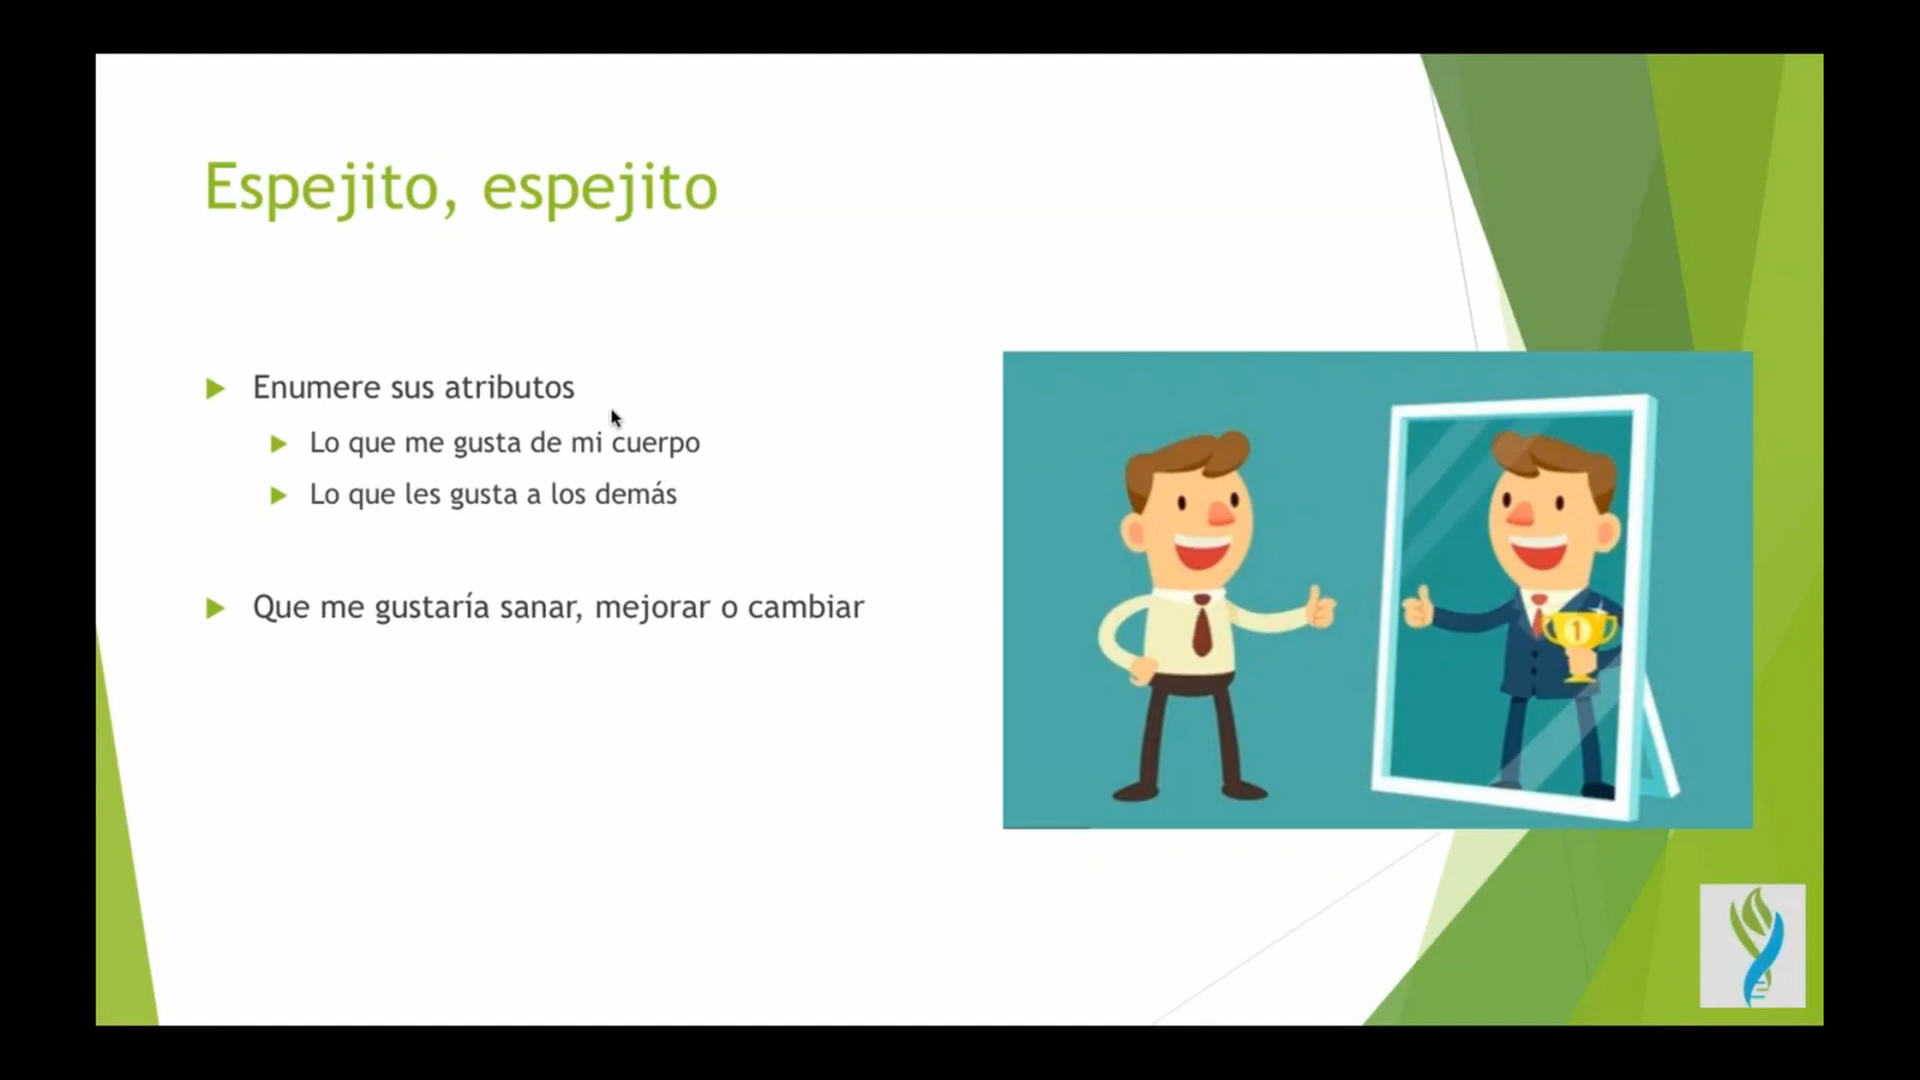 Espejito, espejito
Enumere sus atributos
Lo que me gusta de mi cuerpo
Lo que les gusta a los demás
Que me gustaría sanar, mejorar o cambiar
1